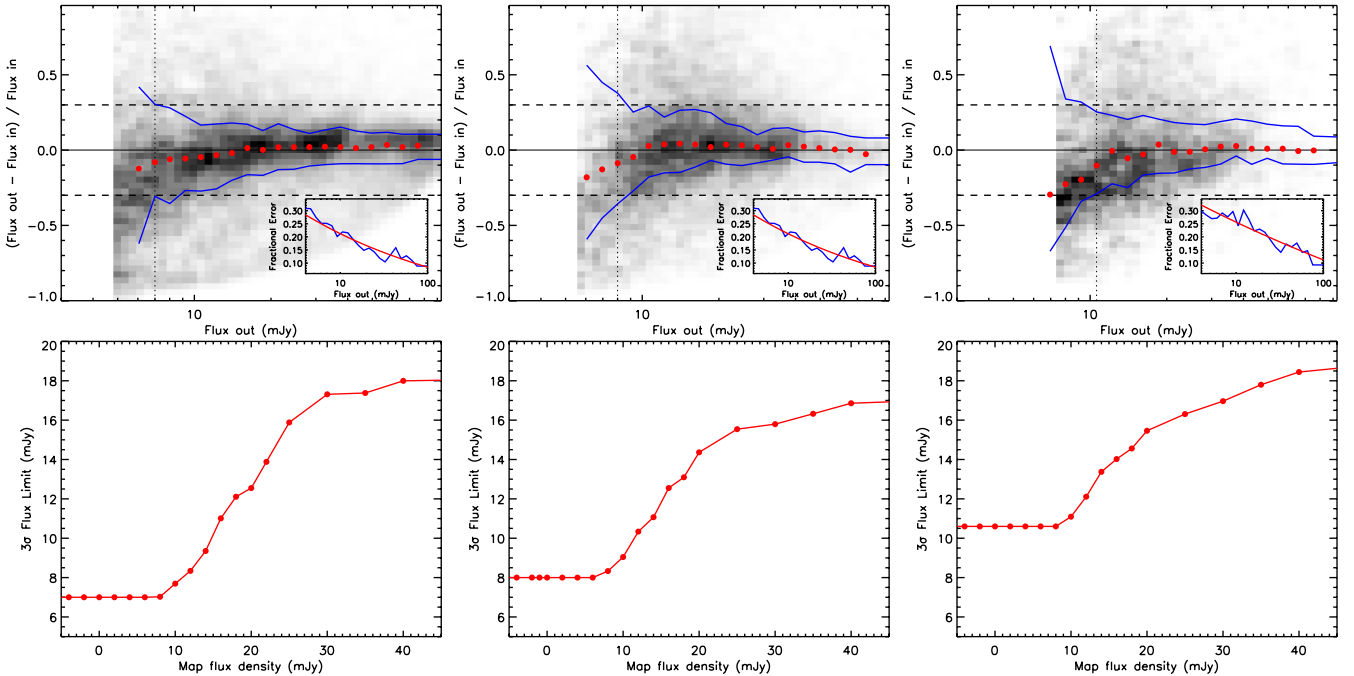 (Flux out − Flux in) / Flux in
0.5
0.0
−0.5
−1.0
Fractional Error
0.30
0.25
0.20
0.15
0.10
10
100
Flux out (mJy)
10
Flux out (mJy)
(Flux out − Flux in) / Flux in
0.5
0.0
−0.5
−1.0
Fractional Error
0.30
0.25
0.20
0.15
0.10
10
100
Flux out (mJy)
10
Flux out (mJy)
(Flux out − Flux in) / Flux in
0.5
0.0
−0.5
−1.0
Fractional Error
0.30
0.25
0.20
0.15
0.10
10
100
Flux out (mJy)
10
Flux out (mJy)
3σ Flux Limit (mJy)
20
18
16
14
12
10
8
6
0 10 20 30 40
Map flux density (mJy)
3σ Flux Limit (mJy)
20
18
16
14
12
10
8
6
0 10 20 30 40
Map flux density (mJy)
3σ Flux Limit (mJy)
20
18
16
14
12
10
8
6
0 10 20 30 40
Map flux density (mJy)